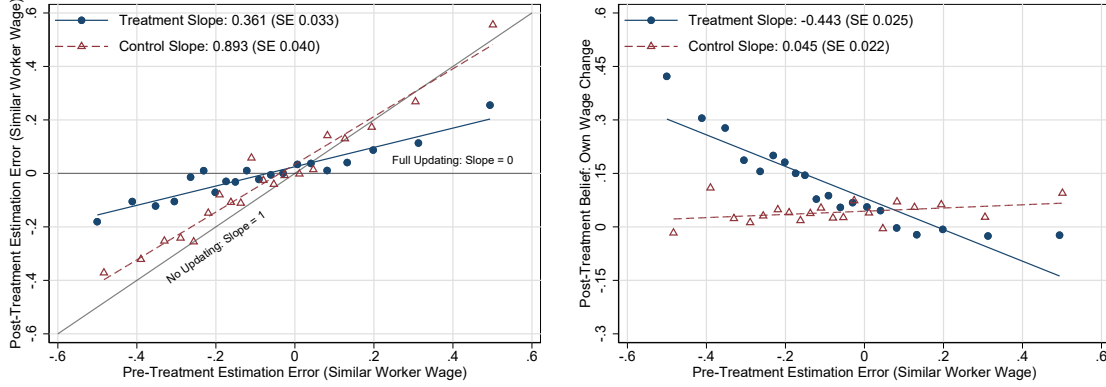 Treatment Slope: 0.361 (SE 0.033)
Control Slope: 0.893 (SE 0.040)
Post-Treatment Estimation Error (Similar Worker Wage)
.6
.4
.2
0
-.2
-.4
-.6
Full Updating: Slope = 0
No Updating: Slope = 1
-.6 -.4 -.2 0 .2 .4 .6
Pre-Treatment Estimation Error (Similar Worker Wage)
Treatment Slope: -0.443 (SE 0.025)
Control Slope: 0.045 (SE 0.022)
Post-Treatment Belief: Own Wage Change
.6
.45
.3
.15
0
-.15
-.3
-.6 -.4 -.2 0 .2 .4 .6
Pre-Treatment Estimation Error (Similar Worker Wage)